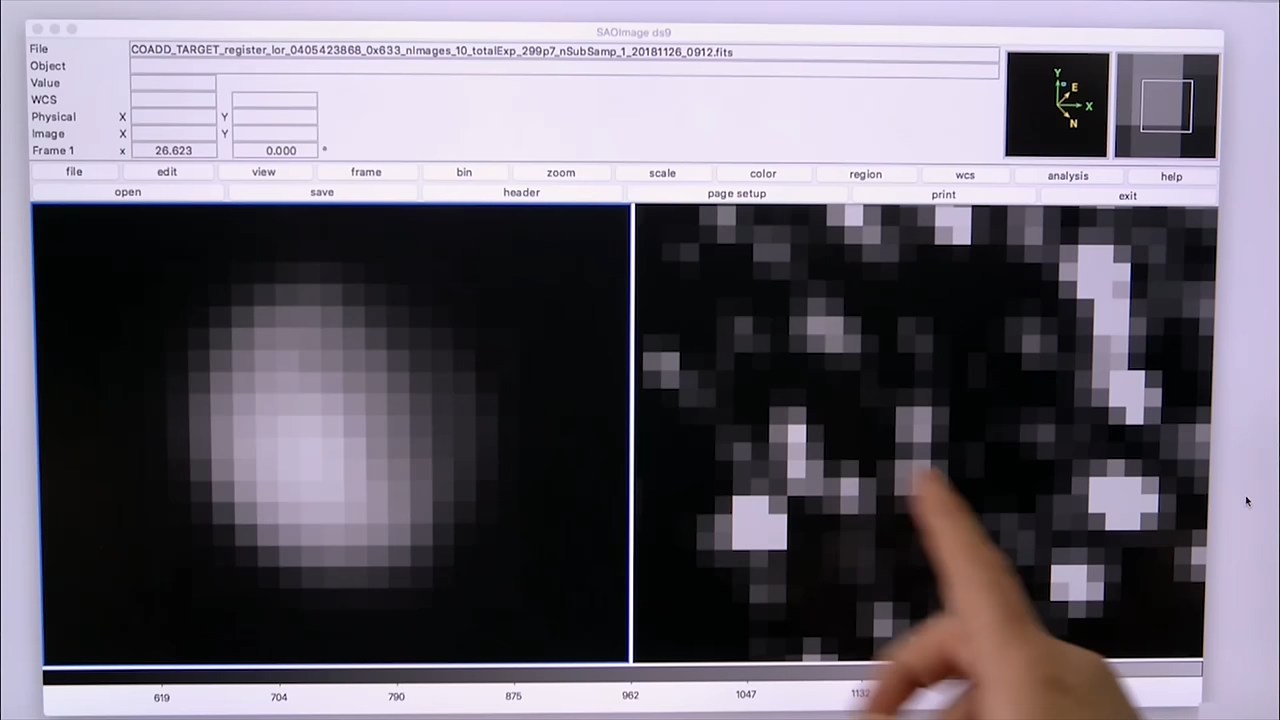 SAOImage ds9
File COADD_TARGET_register_lor_0405423868_0x633_nImages_10_totalExp_299p7_nSubSamp_1_20181126_0912.fits
Object
Value
WCS
Physical X Y
Image X Y
Frame 1 x 26.623 0.000 °
Y
E
X
N
file edit view frame bin zoom scale color region wcs analysis help
open save header page setup print exit
619 704 790 875 962 1047 1132